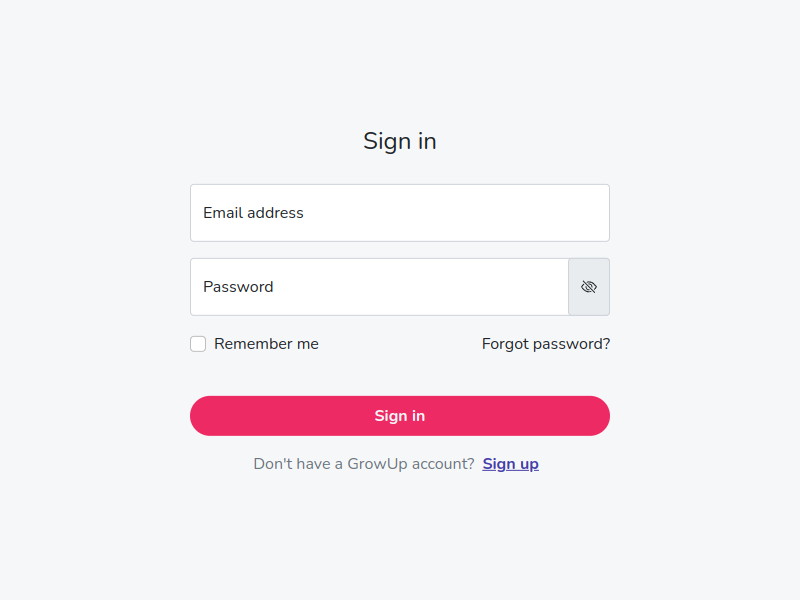 Sign in
Email address
Password
Remember me
Forgot password?
Sign in
Don't have a GrowUp account? Sign up